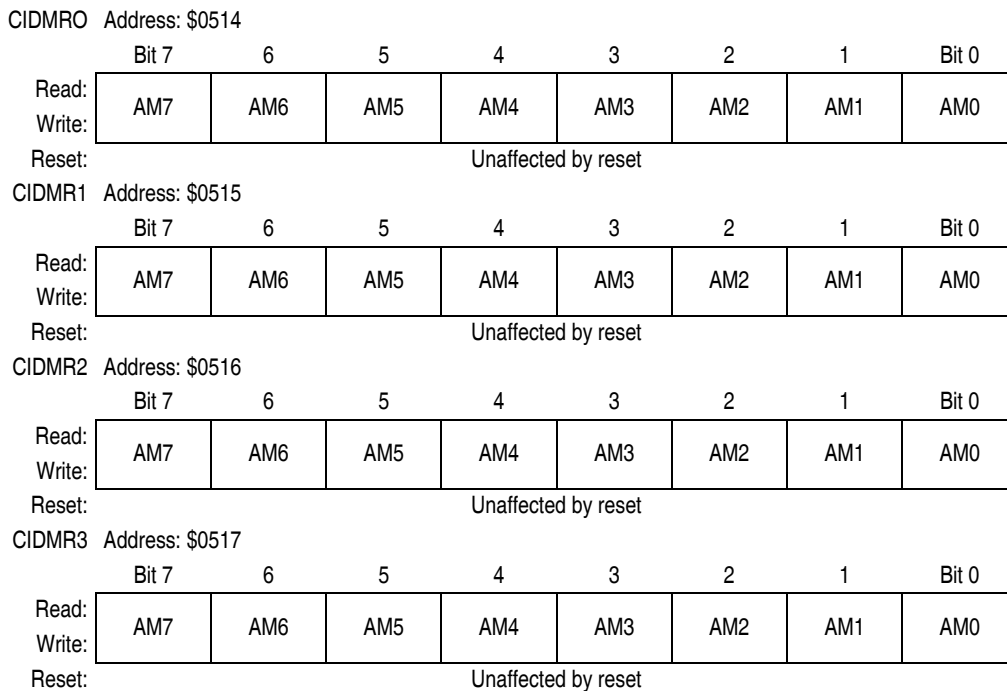 CIDMRO Address: $0514
Bit 7 6 5 4 3 2 1 Bit 0
Read:
AM7 AM6 AM5 AM4 AM3 AM2 AM1 AM0
Write:
Reset: Unaffected by reset
CIDMR1 Address: $0515
Bit 7 6 5 4 3 2 1 Bit 0
Read:
AM7 AM6 AM5 AM4 AM3 AM2 AM1 AM0
Write:
Reset: Unaffected by reset
CIDMR2 Address: $0516
Bit 7 6 5 4 3 2 1 Bit 0
Read:
AM7 AM6 AM5 AM4 AM3 AM2 AM1 AM0
Write:
Reset: Unaffected by reset
CIDMR3 Address: $0517
Bit 7 6 5 4 3 2 1 Bit 0
Read:
AM7 AM6 AM5 AM4 AM3 AM2 AM1 AM0
Write:
Reset: Unaffected by reset